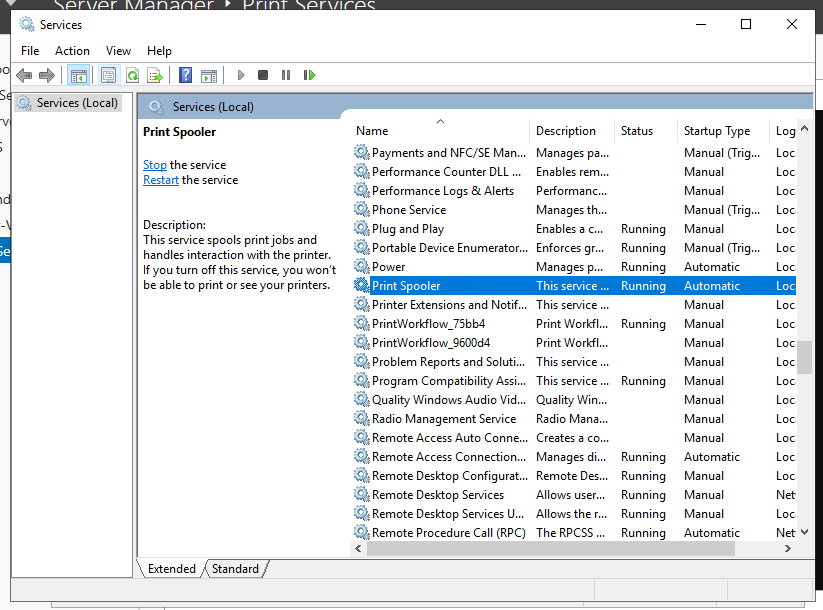 Server Manager ‣ Print Services
Services
File Action View Help
Services (Local)
Services (Local)
Print Spooler
Stop the service
Restart the service
Description:
This service spools print jobs and
handles interaction with the printer.
If you turn off this service, you won't
be able to print or see your printers.
Name Description Status Startup Type Log
Payments and NFC/SE Man... Manages pa... Manual (Trig... Loc
Performance Counter DLL ... Enables rem... Manual Loc
Performance Logs & Alerts Performanc... Manual Loc
Phone Service Manages th... Manual (Trig... Loc
Plug and Play Enables a c... Running Manual Loc
Portable Device Enumerator... Enforces gr... Running Manual (Trig... Loc
Power Manages p... Running Automatic Loc
Print Spooler This service ... Running Automatic Loc
Printer Extensions and Notif... This service ... Manual Loc
PrintWorkflow_75bb4 Print Workfl... Running Manual Loc
PrintWorkflow_9600d4 Print Workfl... Manual Loc
Problem Reports and Soluti... This service ... Manual Loc
Program Compatibility Assi... This service ... Running Manual Loc
Quality Windows Audio Vid... Quality Win... Manual Loc
Radio Management Service Radio Mana... Manual Loc
Remote Access Auto Conne... Creates a co... Manual Loc
Remote Access Connection... Manages di... Running Automatic Loc
Remote Desktop Configurat... Remote Des... Running Manual Loc
Remote Desktop Services Allows user... Running Manual Net
Remote Desktop Services U... Allows the r... Running Manual Loc
Remote Procedure Call (RPC) The RPCSS ... Running Automatic Net
Extended Standard